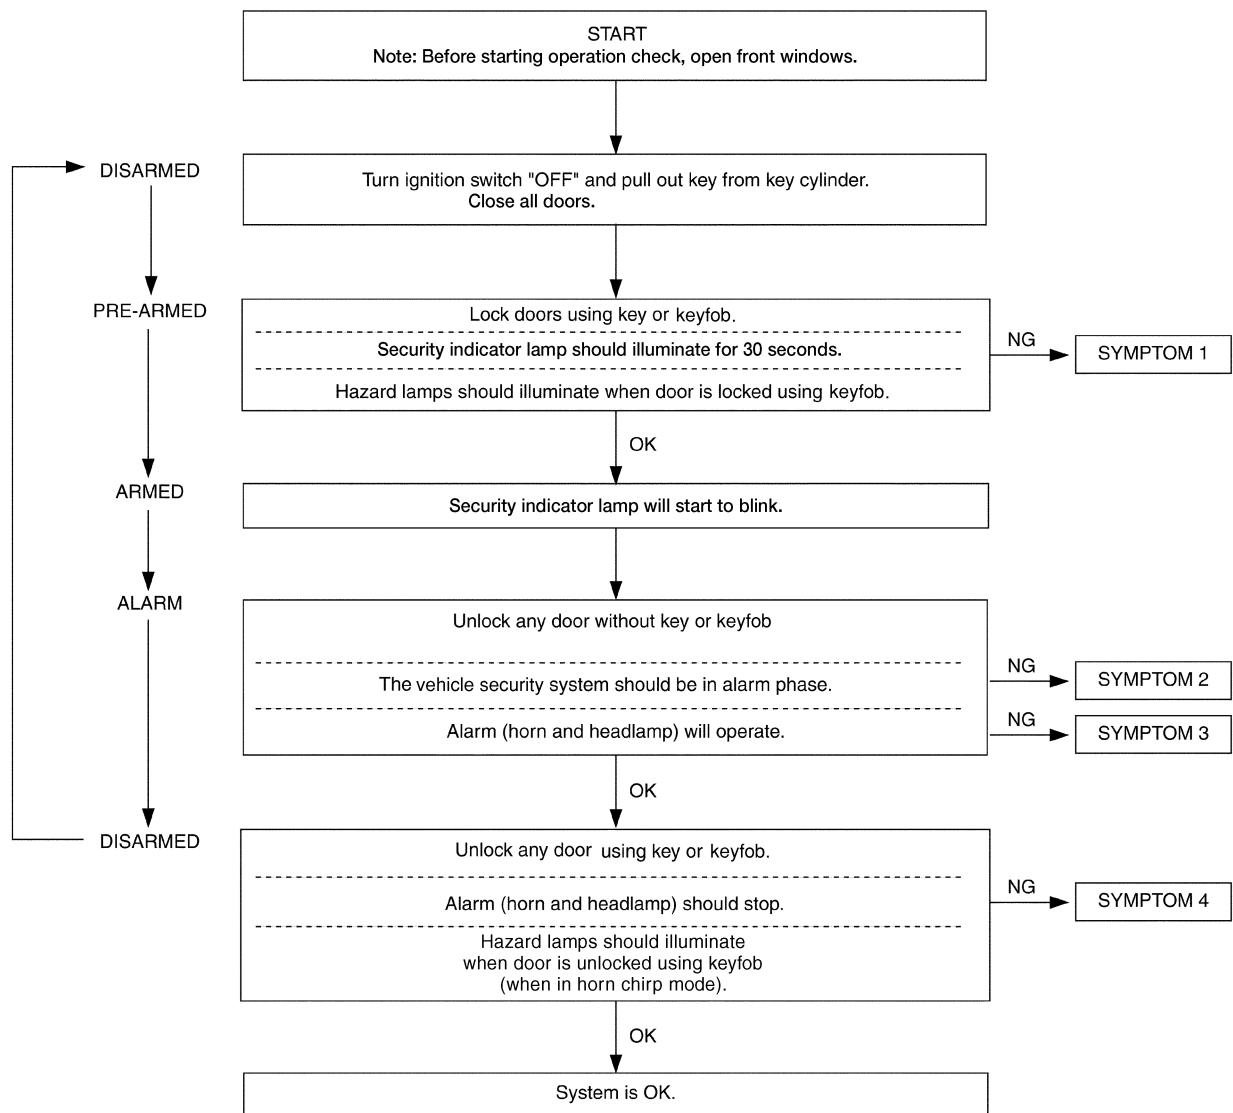 START
Note: Before starting operation check, open front windows.
DISARMED
Turn ignition switch "OFF" and pull out key from key cylinder.
Close all doors.
PRE-ARMED
Lock doors using key or keyfob.
Security indicator lamp should illuminate for 30 seconds.
Hazard lamps should illuminate when door is locked using keyfob.
NG
SYMPTOM 1
OK
ARMED
Security indicator lamp will start to blink.
ALARM
Unlock any door without key or keyfob
The vehicle security system should be in alarm phase.
NG
SYMPTOM 2
Alarm (horn and headlamp) will operate.
NG
SYMPTOM 3
OK
DISARMED
Unlock any door using key or keyfob.
Alarm (horn and headlamp) should stop.
NG
SYMPTOM 4
Hazard lamps should illuminate
when door is unlocked using keyfob
(when in horn chirp mode).
OK
System is OK.